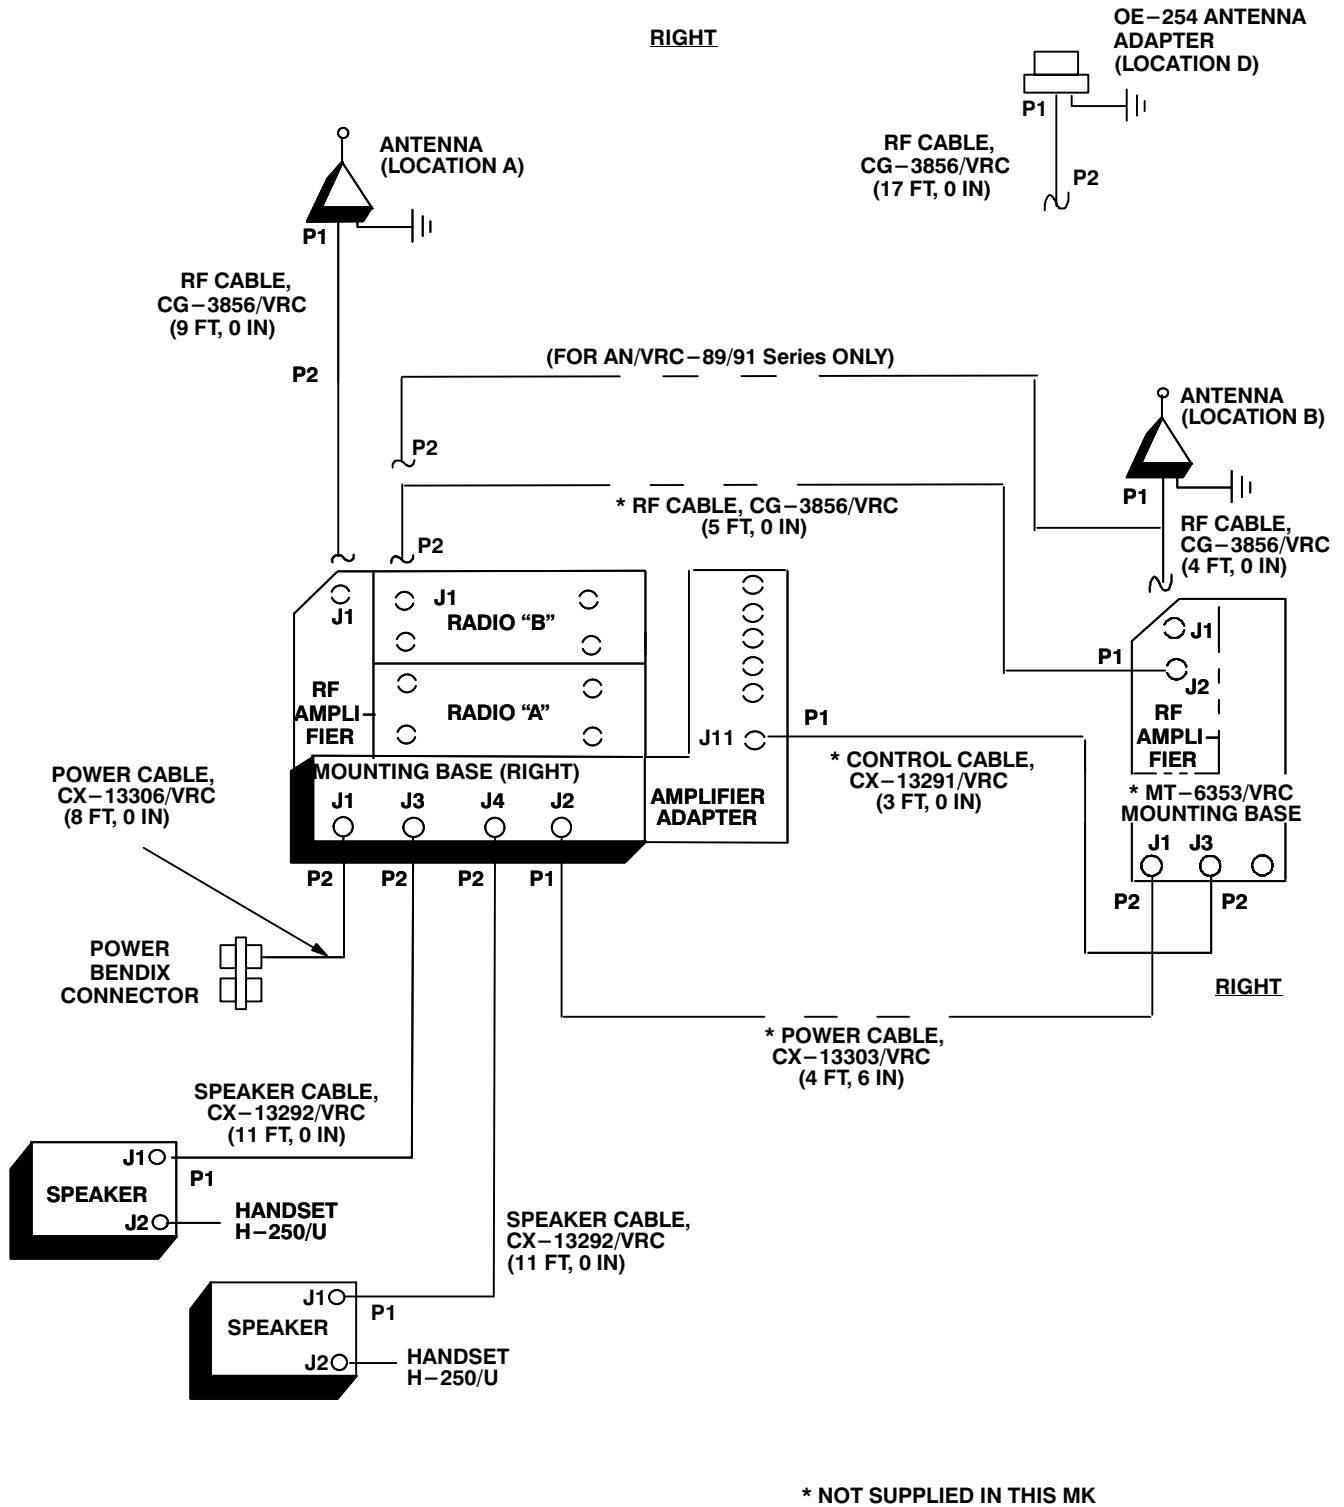 RIGHT
OE−254 ANTENNA
ADAPTER
(LOCATION D)
P1
RF CABLE,
CG−3856/VRC
(17 FT, 0 IN)
P2
ANTENNA
(LOCATION A)
P1
RF CABLE,
CG−3856/VRC
(9 FT, 0 IN)
P2
(FOR AN/VRC−89/91 Series ONLY)
P2
ANTENNA
(LOCATION B)
P1
RF CABLE,
CG−3856/VRC
(4 FT, 0 IN)
* RF CABLE, CG−3856/VRC
(5 FT, 0 IN)
P2
J1
J1
RADIO “B”
RF
AMPLI−
FIER
RADIO “A”
J11
P1
* CONTROL CABLE,
CX−13291/VRC
(3 FT, 0 IN)
J1
P1
J2
RF
AMPLI−
FIER
* MT−6353/VRC
MOUNTING BASE
J1
J3
P2
P2
RIGHT
MOUNTING BASE (RIGHT)
J1
J3
J4
J2
AMPLIFIER
ADAPTER
POWER CABLE,
CX−13306/VRC
(8 FT, 0 IN)
P2
P2
P2
P1
POWER
BENDIX
CONNECTOR
* POWER CABLE,
CX−13303/VRC
(4 FT, 6 IN)
SPEAKER CABLE,
CX−13292/VRC
(11 FT, 0 IN)
J1
P1
SPEAKER
J2
HANDSET
H−250/U
SPEAKER CABLE,
CX−13292/VRC
(11 FT, 0 IN)
J1
P1
SPEAKER
J2
HANDSET
H−250/U
* NOT SUPPLIED IN THIS MK